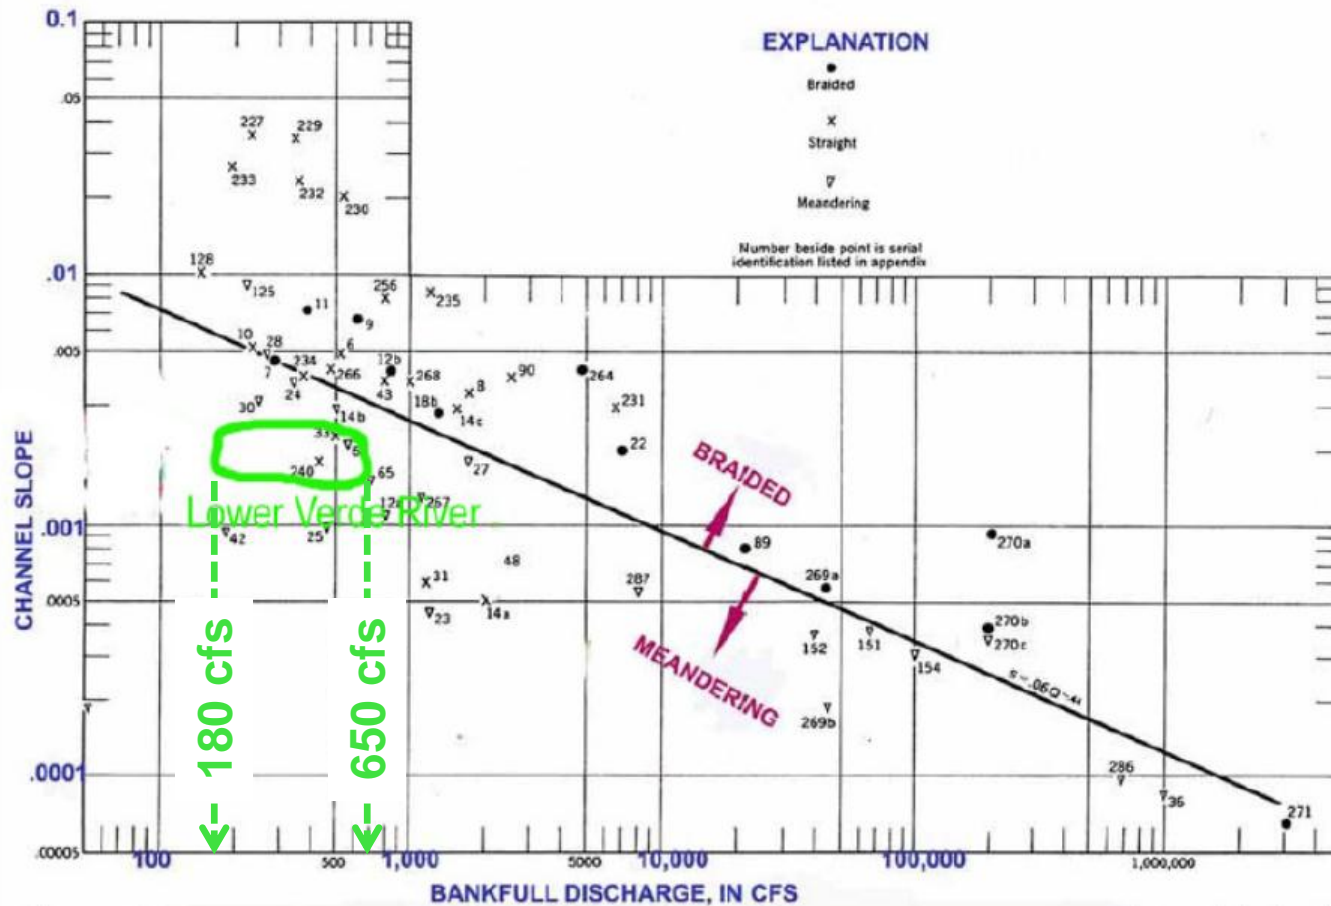 0.1
EXPLANATION
Braided
.05
Straight
227
229
233
232
230
Meandering
Number beside point is serial
identification listed in appendix
128
.01
125
256
235
11
9
10
28
6
.005
7
234
266
12b
43
268
8
90
264
24
30
14b
18b
14c
231
33
5
22
240
65
27
BRAIDED
267
Lower Verde River
.001
42
25
89
270a
48
31
287
269a
.0005
23
14a
270b
270c
152
151
154
MEANDERING
269b
CHANNEL SLOPE
180 cfs
650 cfs
.0001
286
36
271
.00005
100
500
1,000
5000
10,000
100,000
1,000,000
BANKFULL DISCHARGE, IN CFS